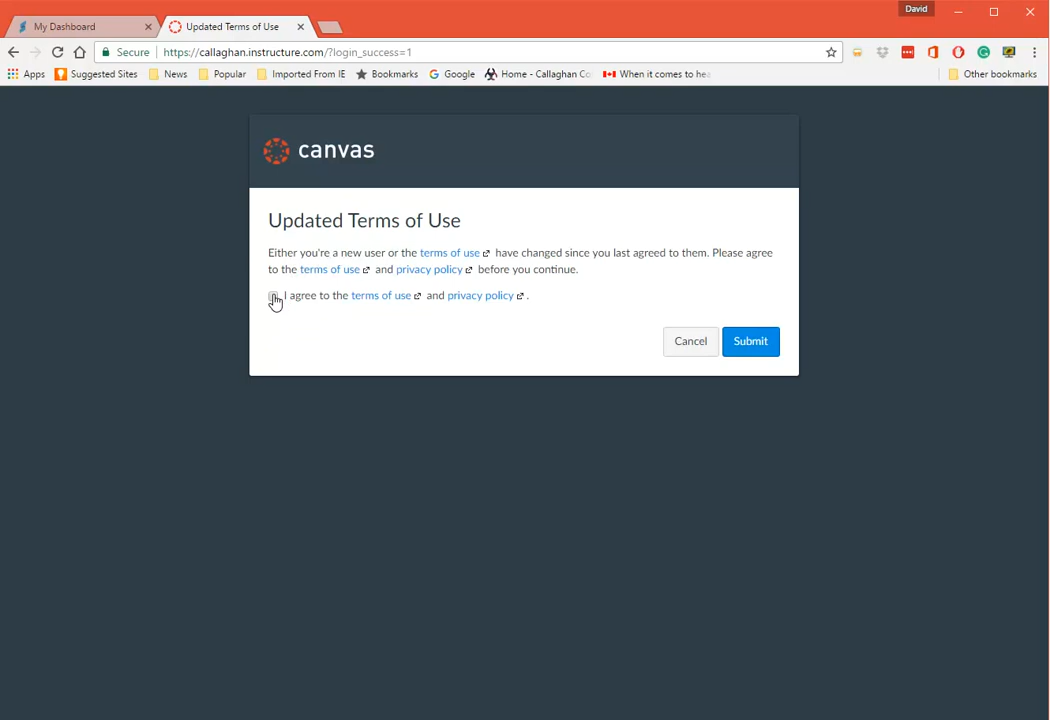 David
My Dashboard
Updated Terms of Use
Secure
https://callaghan.instructure.com/?login_success=1
Apps
Suggested Sites
News
Popular
Imported From IE
Bookmarks
Google
Home - Callaghan Co
When it comes to hea
Other bookmarks
canvas
Updated Terms of Use
Either you're a new user or the terms of use have changed since you last agreed to them. Please agree
to the terms of use and privacy policy before you continue.
I agree to the terms of use and privacy policy .
Cancel
Submit